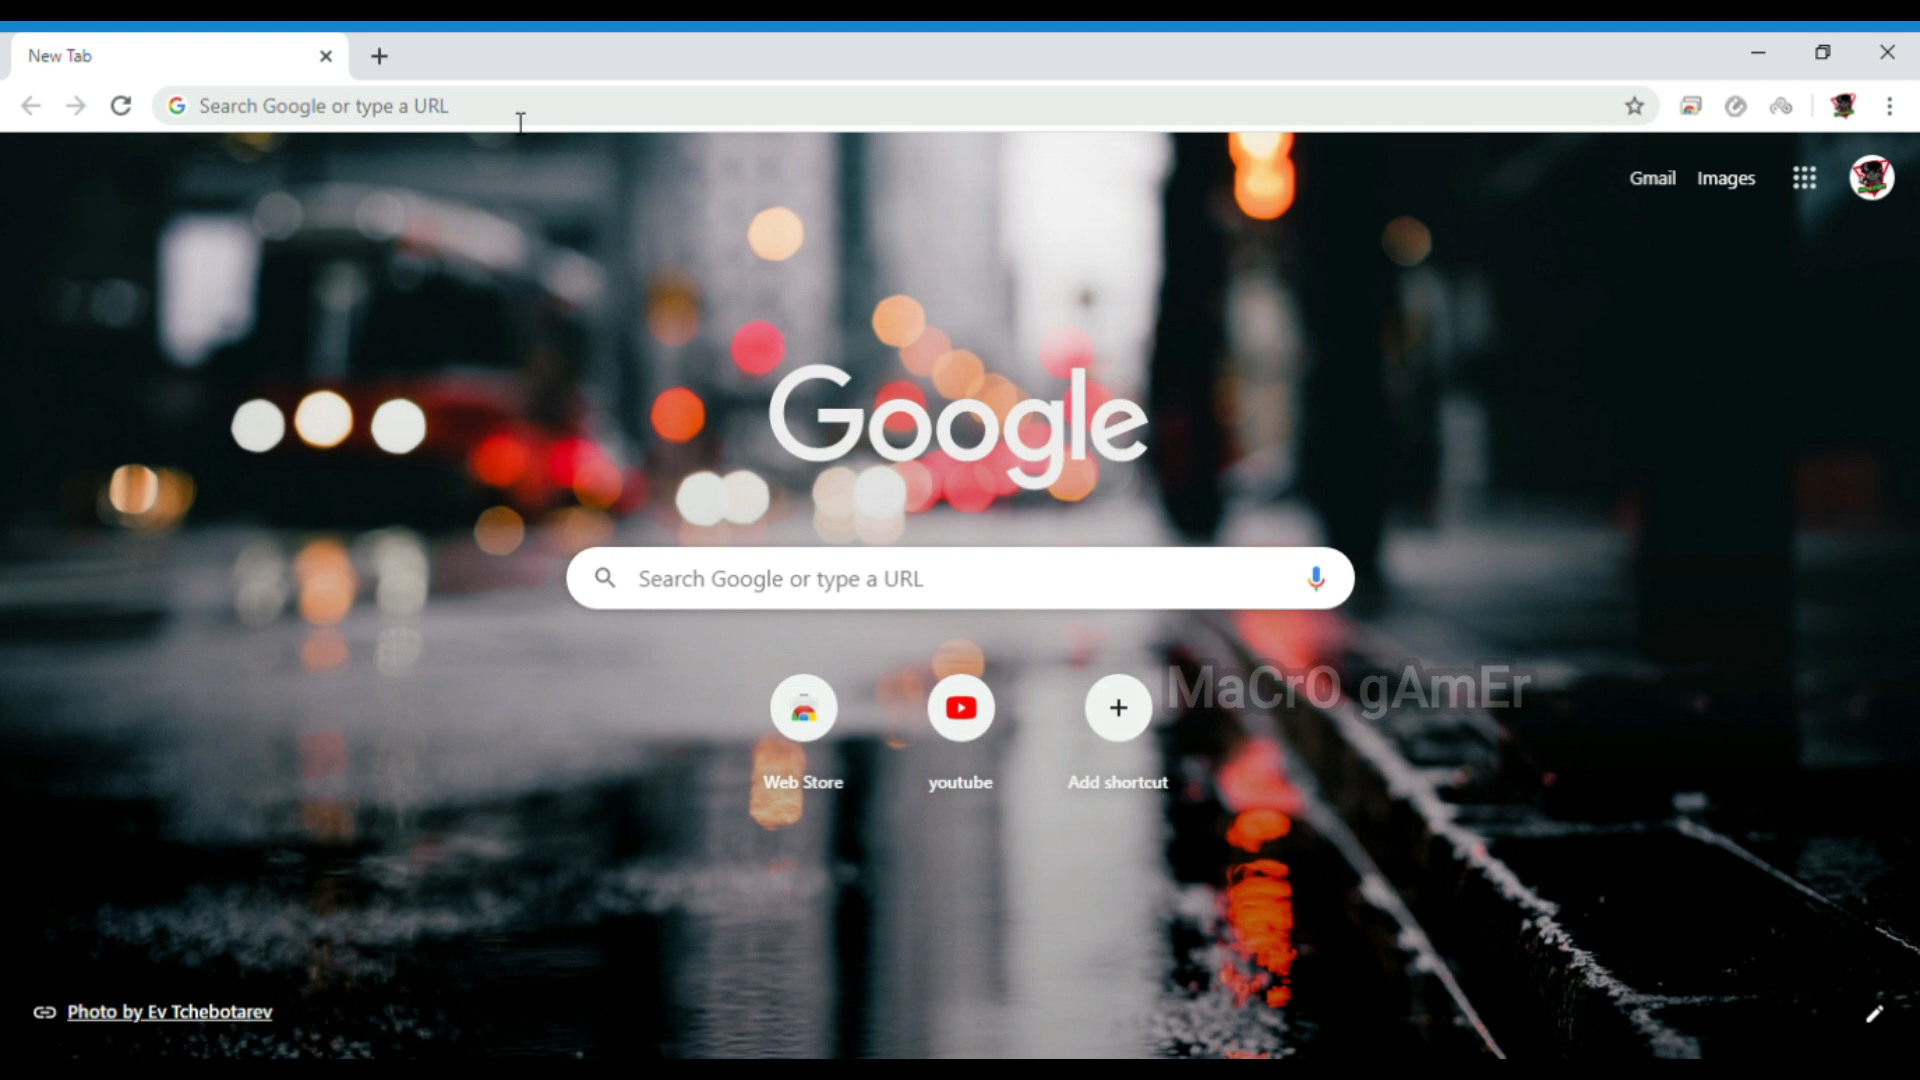 New Tab
Search Google or type a URL
Gmail Images
Google
Search Google or type a URL
MaCrO gAmEr
Web Store youtube Add shortcut
Photo by Ev Tchebotarev